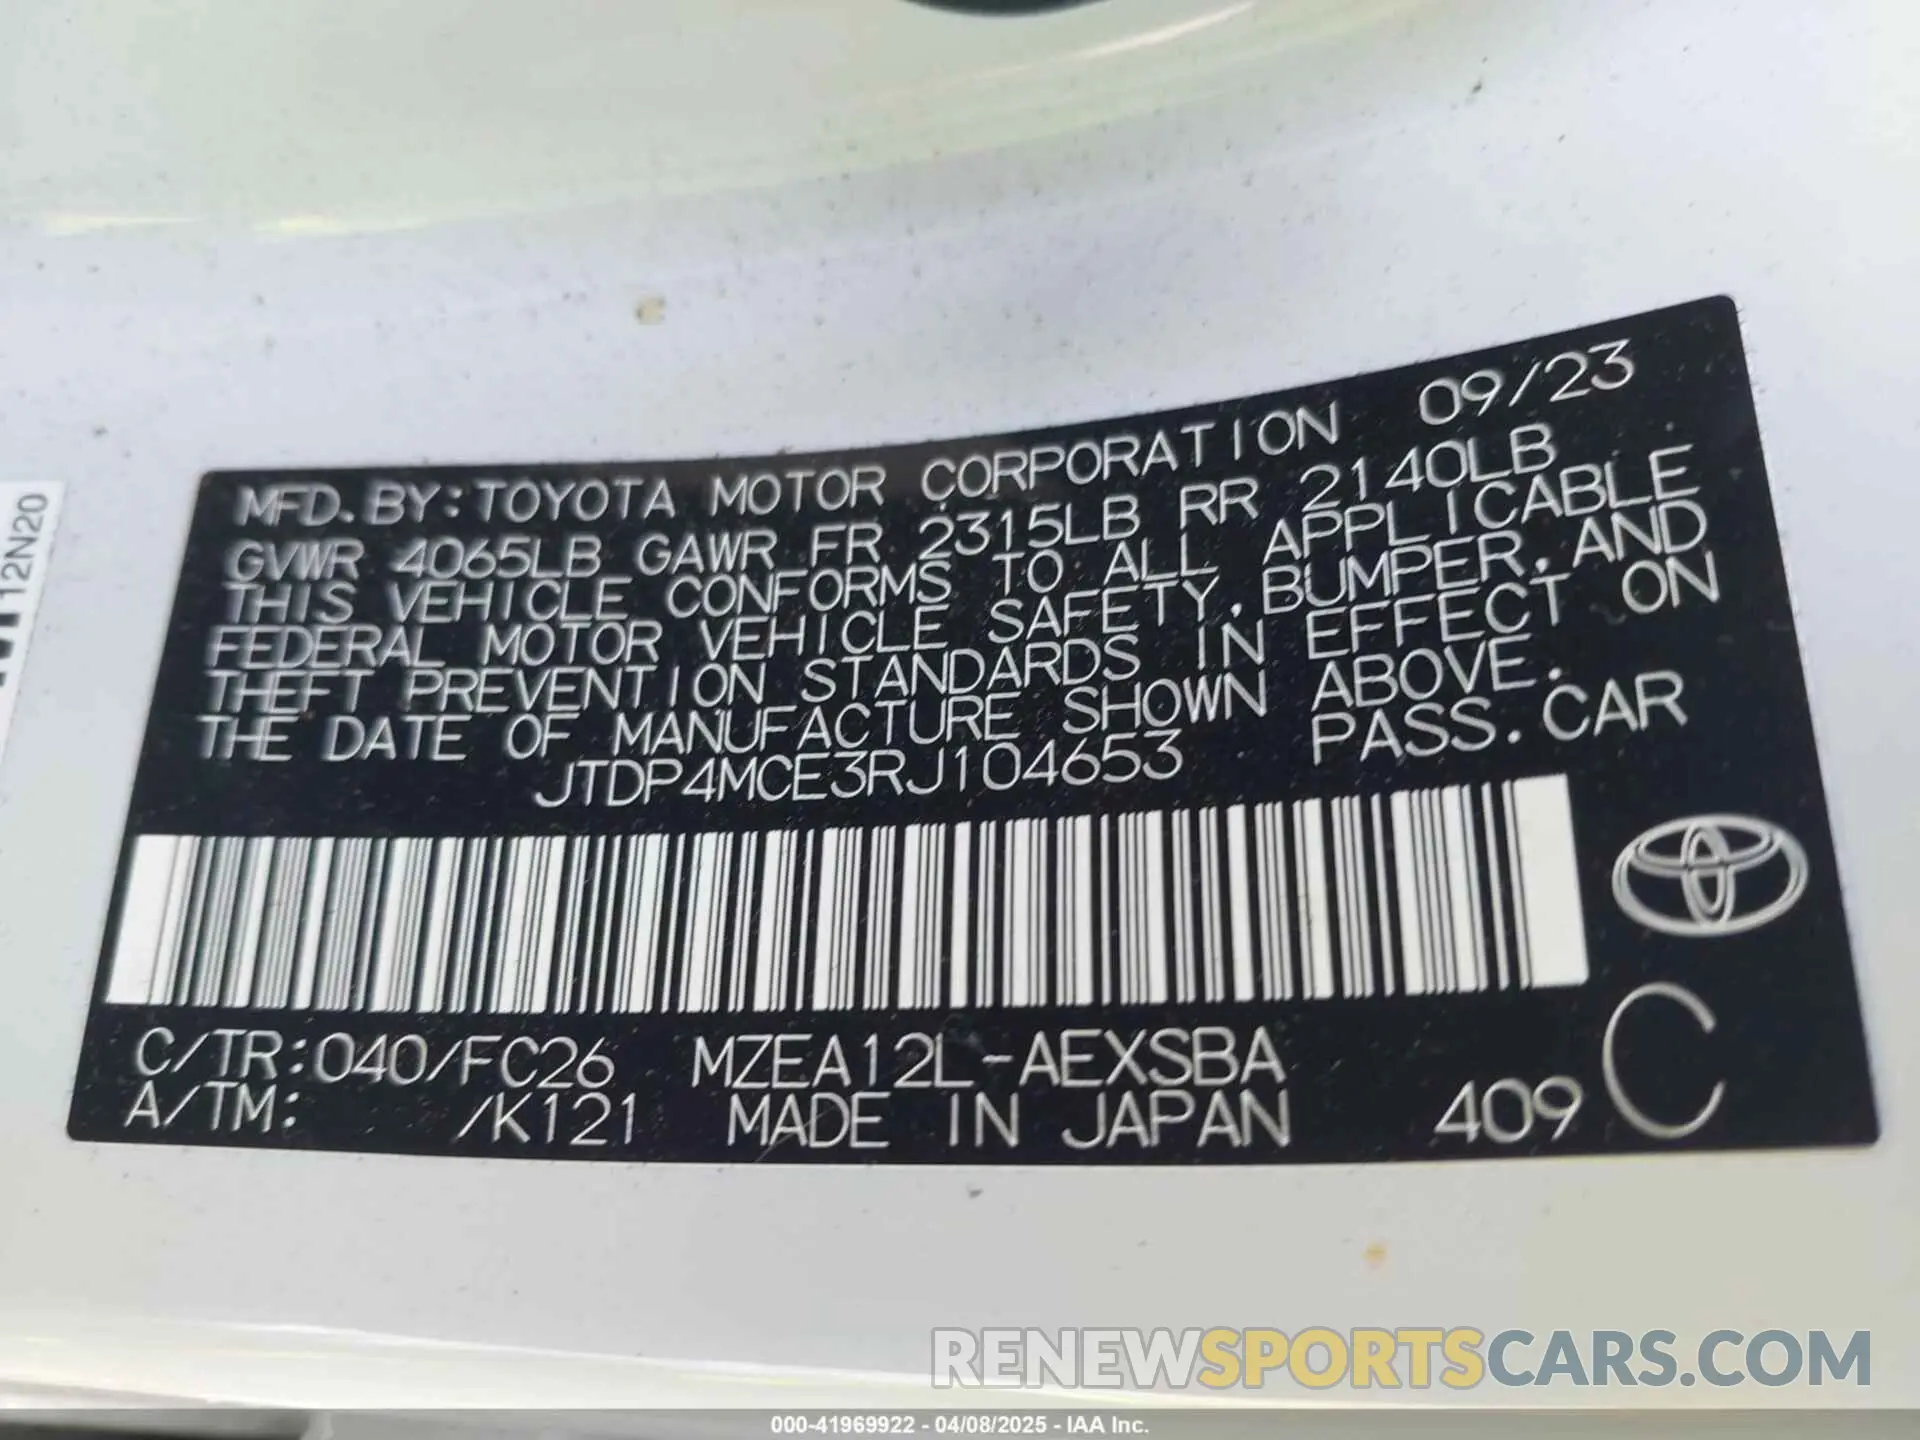 MFD. BY: TOYOTA MOTOR CORPORATION 09/23
GVWR 4065LB GAWR FR 2315LB RR 2140LB
THIS VEHICLE CONFORMS TO ALL APPLICABLE
FEDERAL MOTOR VEHICLE SAFETY, BUMPER, AND
THEFT PREVENTION STANDARDS IN EFFECT ON
THE DATE OF MANUFACTURE SHOWN ABOVE.
JTDP4MCE3RJ104653 PASS. CAR
C/TR:040/FC26 MZEA12L-AEXSBA
A/TM: /K121 MADE IN JAPAN 409 C
12N20
RENEWSPORTSCARS.COM
000-41969922 - 04/08/2025 - IAA Inc.